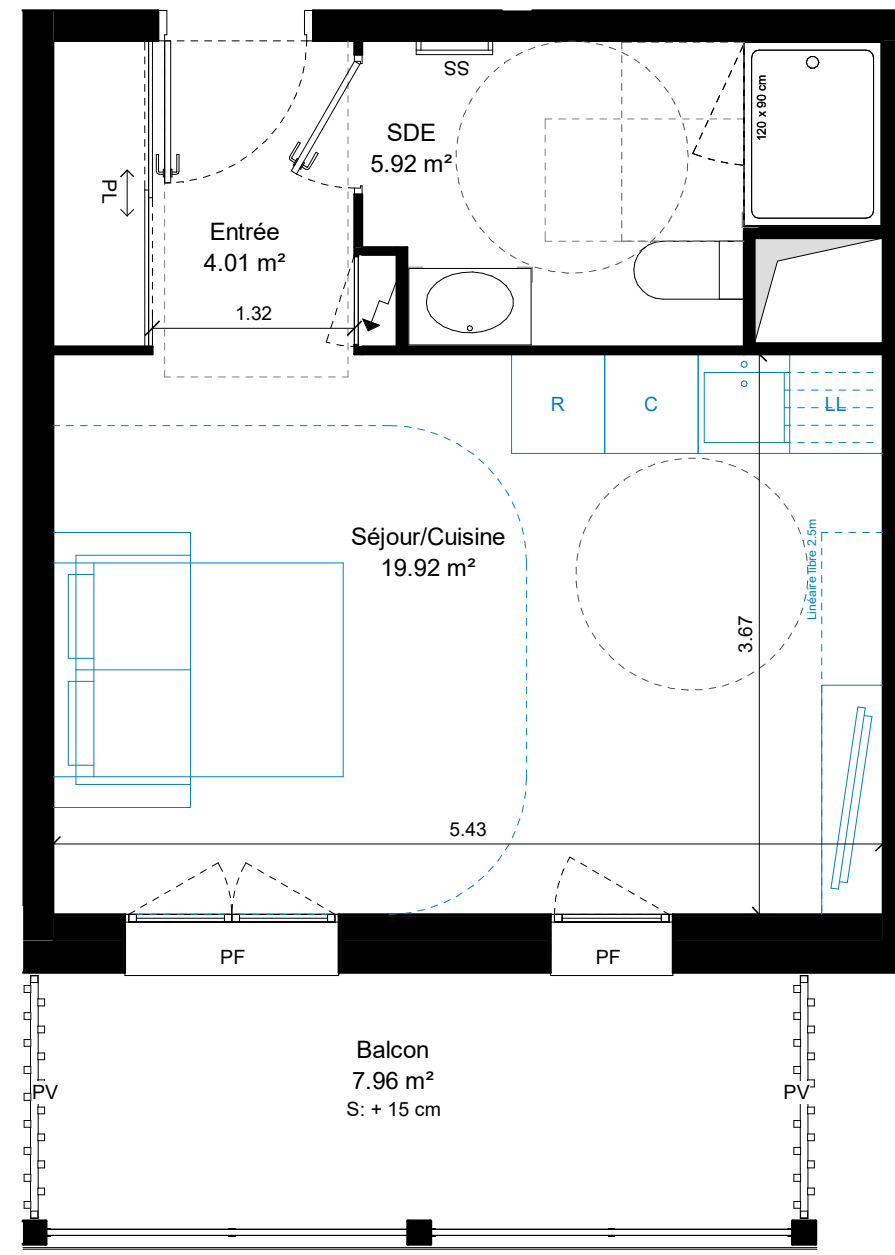 SS
120 x 90 cm
SDE
5.92 m²
PL
Entrée
4.01 m²
1.32
R
C
LL
Séjour/Cuisine
19.92 m²
Linéaire libre 2.5m
3.67
5.43
PF
PF
Balcon
7.96 m²
S: + 15 cm
PV
PV